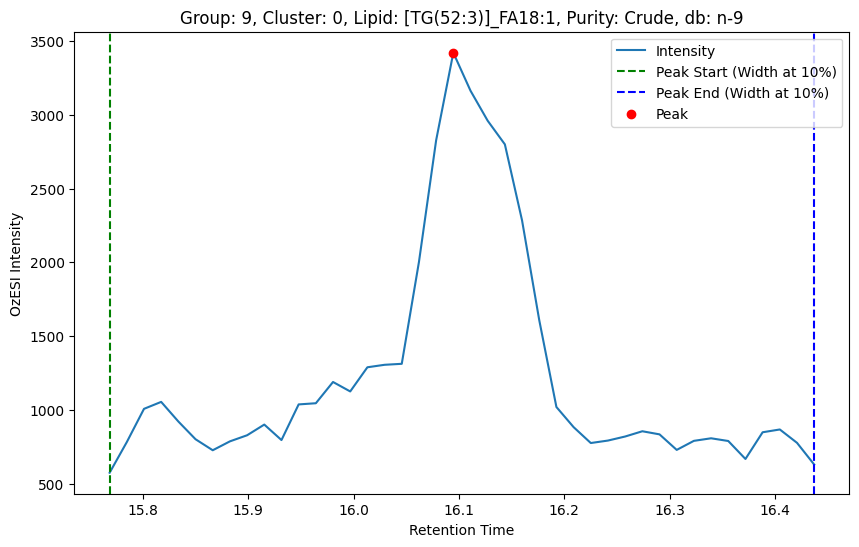 Group: 9, Cluster: 0, Lipid: [TG(52:3)]_FA18:1, Purity: Crude, db: n-9
Intensity
Peak Start (Width at 10%)
Peak End (Width at 10%)
Peak
OzESI Intensity
3500
3000
2500
2000
1500
1000
500
15.8 15.9 16.0 16.1 16.2 16.3 16.4
Retention Time